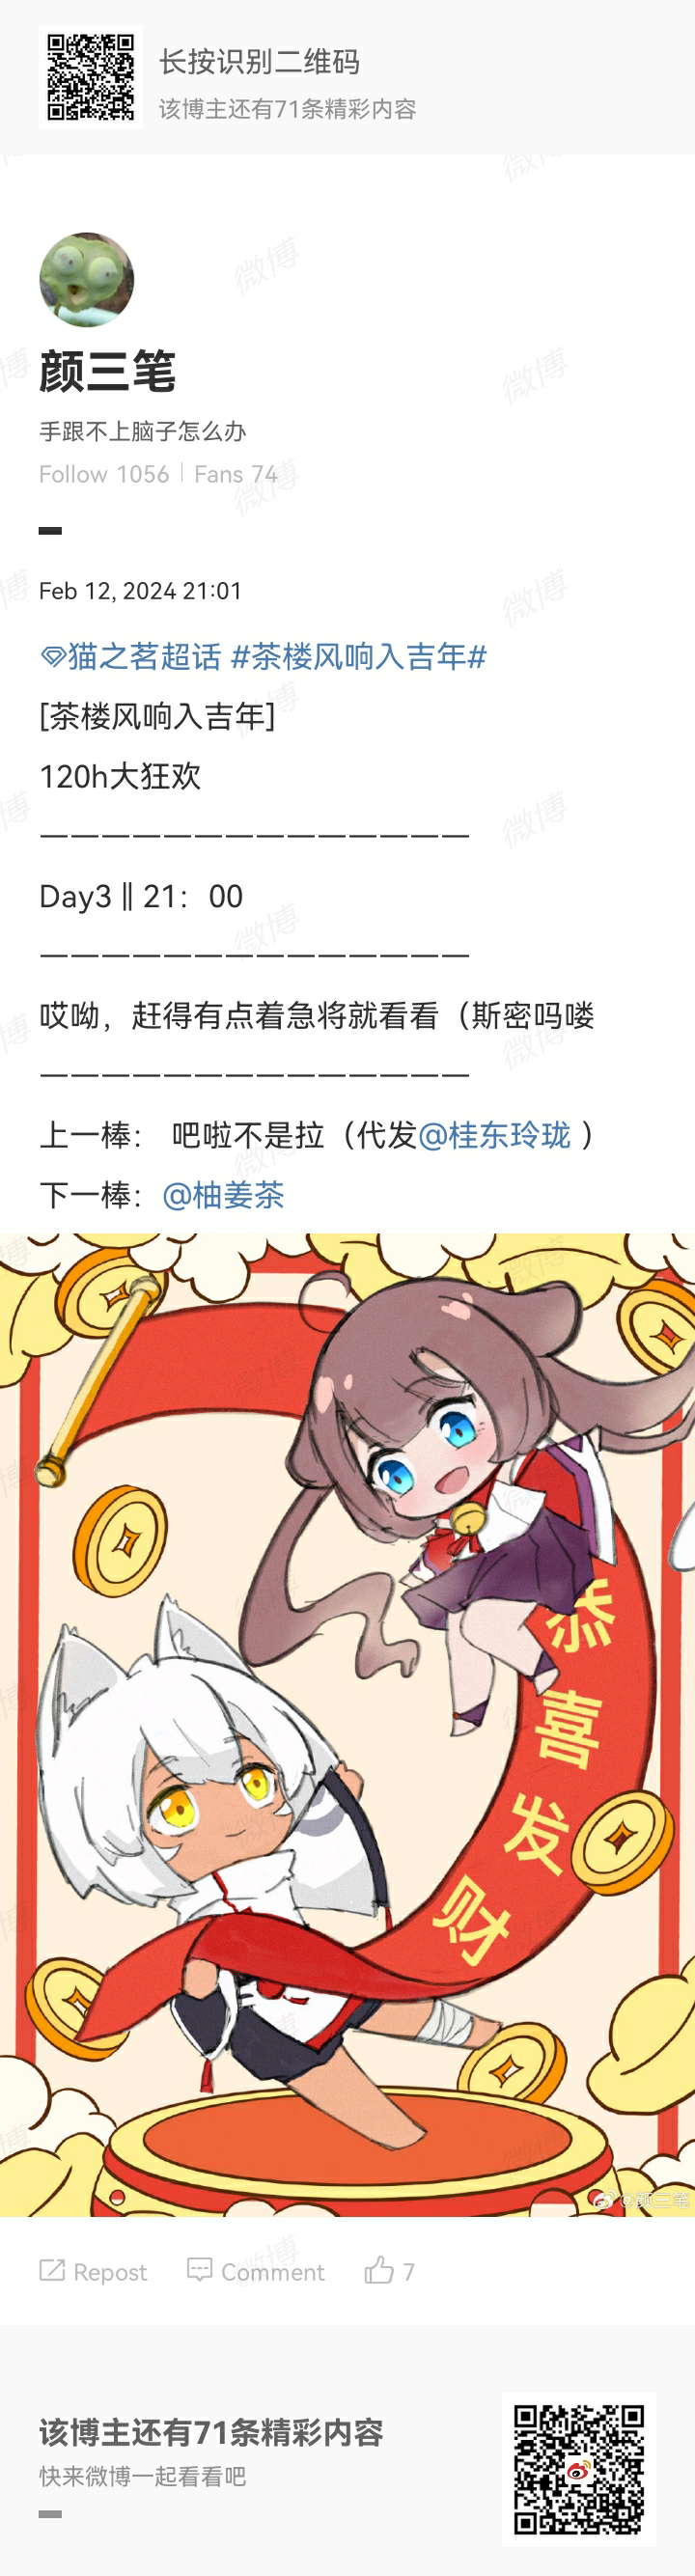 长按识别二维码
该博主还有71条精彩内容
颜三笔
手跟不上脑子怎么办
Follow 1056 | Fans 74
Feb 12, 2024 21:01
猫之茗超话 #茶楼风响入吉年#
[茶楼风响入吉年]
120h大狂欢
——————————————
Day3 || 21：00
——————————————
哎呦，赶得有点着急将就看看（斯密吗喽
——————————————
上一棒： 吧啦不是拉（代发@桂东玲珑 ）
下一棒：@柚姜茶
恭
喜
发
财
@颜三笔
Repost
Comment
7
该博主还有71条精彩内容
快来微博一起看看吧
微博